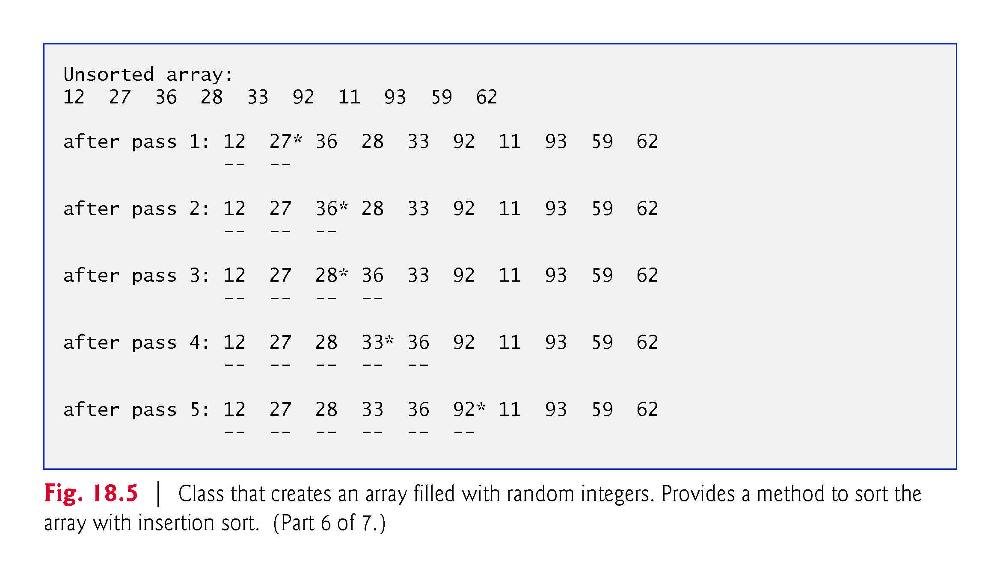 Unsorted array:
12  27  36  28  33  92  11  93  59  62
after pass 1: 12  27* 36  28  33  92  11  93  59  62
              --  --
after pass 2: 12  27  36* 28  33  92  11  93  59  62
              --  --  --
after pass 3: 12  27  28* 36  33  92  11  93  59  62
              --  --  --  --
after pass 4: 12  27  28  33* 36  92  11  93  59  62
              --  --  --  --  --
after pass 5: 12  27  28  33  36  92* 11  93  59  62
              --  --  --  --  --  --
Fig. 18.5 | Class that creates an array filled with random integers. Provides a method to sort the
array with insertion sort. (Part 6 of 7.)